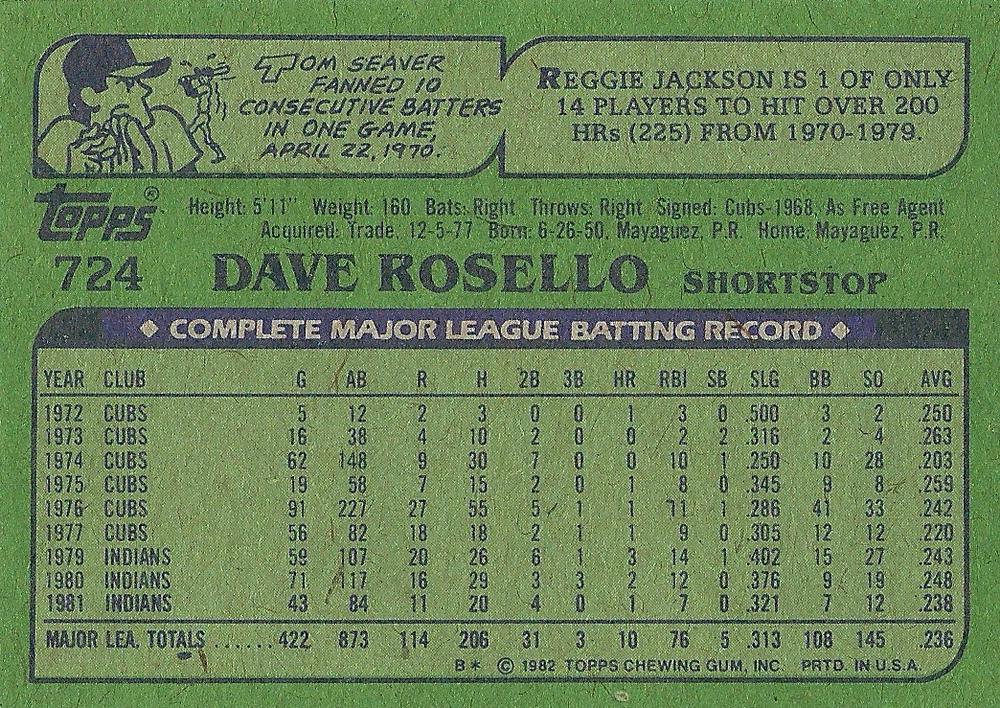 TOM SEAVER
FANNED 10
CONSECUTIVE BATTERS
IN ONE GAME,
APRIL 22, 1970.
REGGIE JACKSON IS 1 OF ONLY
14 PLAYERS TO HIT OVER 200
HRs (225) FROM 1970-1979.
TOPPS®
Height: 5'11" Weight: 160 Bats: Right Throws: Right Signed: Cubs-1968, As Free Agent
Acquired: Trade, 12-5-77 Born: 6-26-50, Mayaguez, P.R. Home: Mayaguez, P.R.
724 DAVE ROSELLO SHORTSTOP
◆ COMPLETE MAJOR LEAGUE BATTING RECORD ◆
YEAR CLUB G AB R H 2B 3B HR RBI SB SLG BB SO AVG
1972 CUBS 5 12 2 3 0 0 1 3 0 .500 3 2 .250
1973 CUBS 16 38 4 10 2 0 0 2 2 .316 2 4 .263
1974 CUBS 62 148 9 30 7 0 0 10 1 .250 10 28 .203
1975 CUBS 19 58 7 15 2 0 1 8 0 .345 9 8 .259
1976 CUBS 91 227 27 55 5 1 1 11 1 .286 41 33 .242
1977 CUBS 56 82 18 18 2 1 1 9 0 .305 12 12 .220
1979 INDIANS 59 107 20 26 6 1 3 14 1 .402 15 27 .243
1980 INDIANS 71 117 16 29 3 3 2 12 0 .376 9 19 .248
1981 INDIANS 43 84 11 20 4 0 1 7 0 .321 7 12 .238
MAJOR LEA. TOTALS ......422 873 114 206 31 3 10 76 5 .313 108 145 .236
B* © 1982 TOPPS CHEWING GUM, INC. PRTD. IN U.S.A.